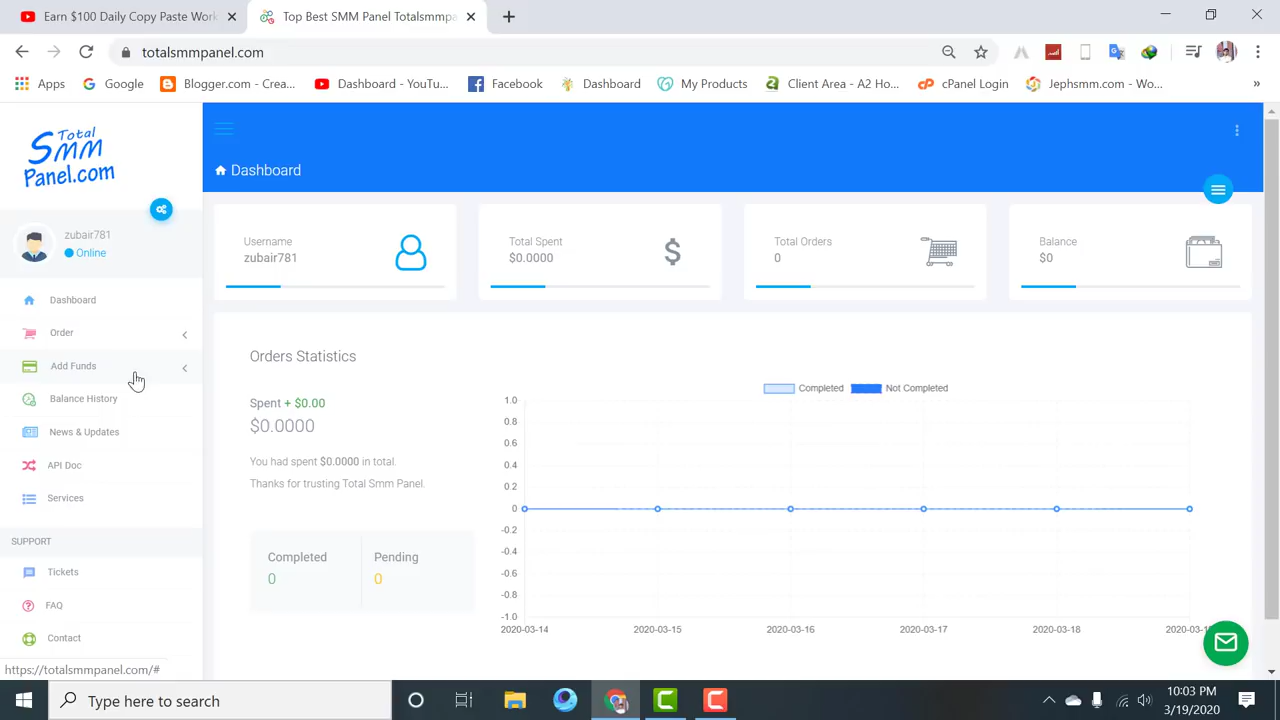 Earn $100 Daily Copy Paste Work
Top Best SMM Panel Totalsmmpa
totalsmmpanel.com
Apps
Google
Blogger.com - Crea...
Dashboard - YouTu...
Facebook
Dashboard
My Products
Client Area - A2 Ho...
cPanel Login
Jephsmm.com - Wo...
»
Total
SMM
Panel.com
Dashboard
zubair781
Online
Username
zubair781
Total Spent
$0.0000
Total Orders
0
Balance
$0
Dashboard
Order
Add Funds
Balance History
News & Updates
API Doc
Services
SUPPORT
Tickets
FAQ
Contact
Orders Statistics
Spent + $0.00
$0.0000
You had spent $0.0000 in total.
Thanks for trusting Total Smm Panel.
Completed
0
Pending
0
Completed
Not Completed
1.0
0.8
0.6
0.4
0.2
0
-0.2
-0.4
-0.6
-0.8
-1.0
2020-03-14
2020-03-15
2020-03-16
2020-03-17
2020-03-18
https://totalsmmpanel.com/#
Type here to search
10:03 PM
3/19/2020